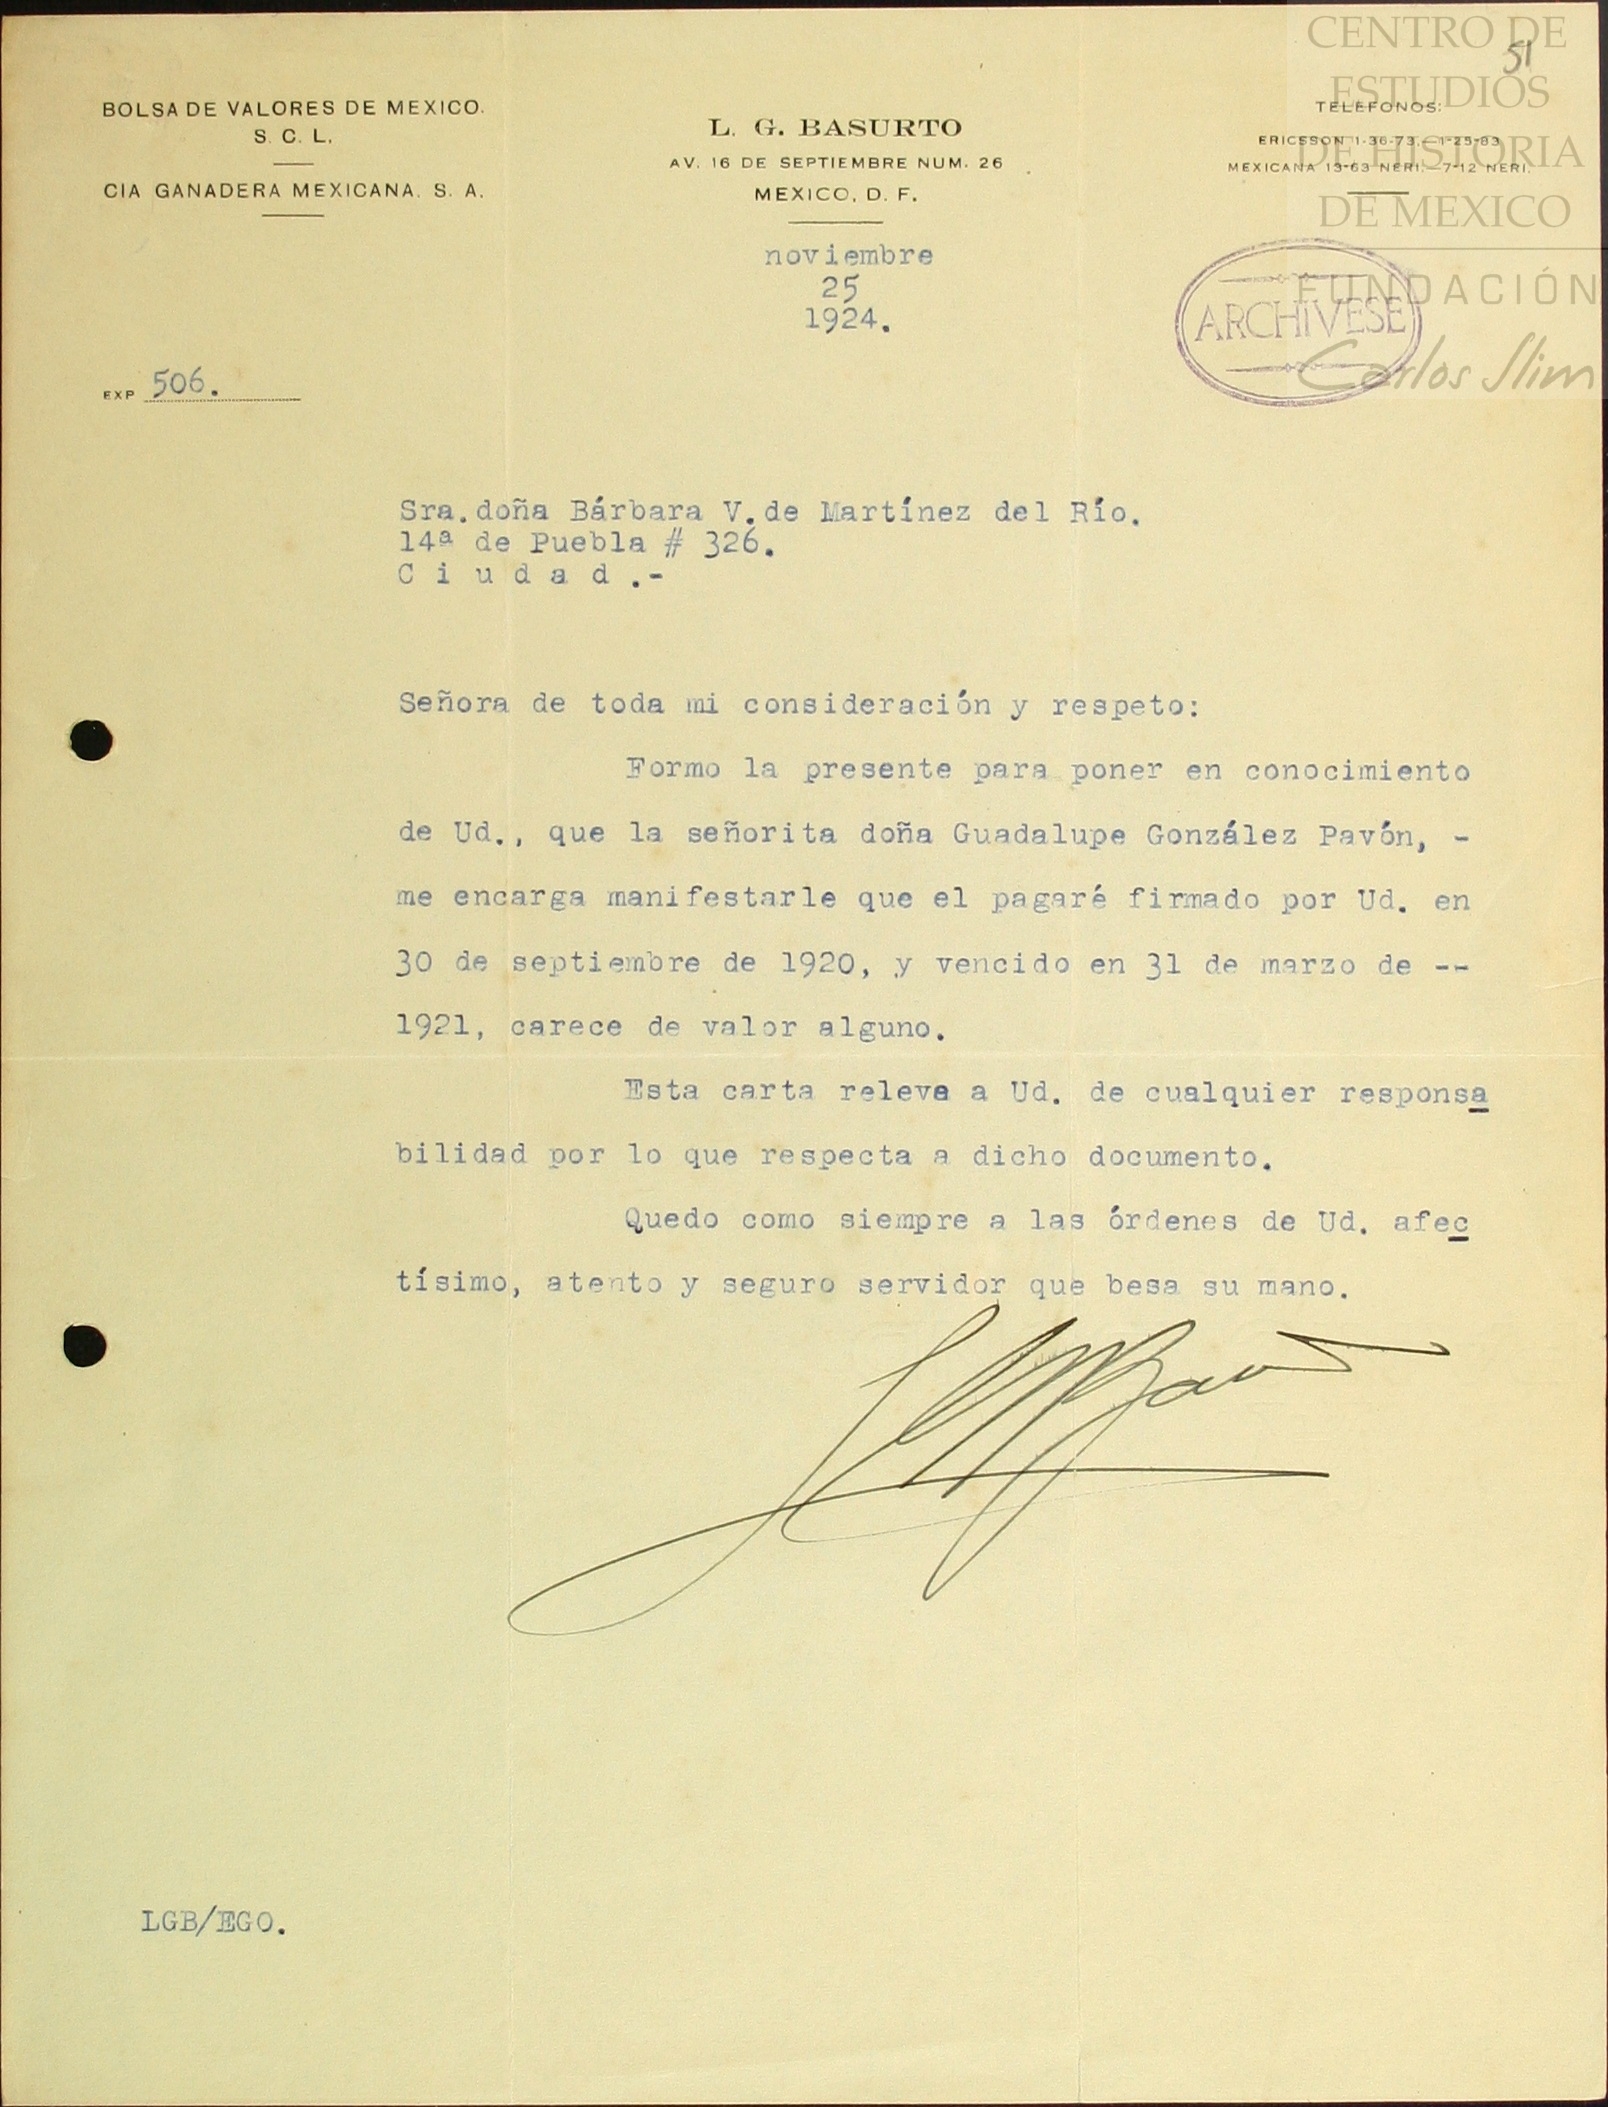 CENTRO DE
ESTUDIOS
DE HISTORIA
DE MEXICO
FUNDACIÓN
Carlos Slim
51
BOLSA DE VALORES DE MEXICO.
S. C. L.
CIA GANADERA MEXICANA. S. A.
L. G. BASURTO
AV. 16 DE SEPTIEMBRE NUM. 26
MEXICO, D. F.
TELEFONOS:
ERICSSON 1-36-73.- 1-25-83
MEXICANA 13-63 NERI.- 7-12 NERI.
noviembre
25
1924.
ARCHIVESE
EXP 506.
Sra. doña Bárbara V. de Martínez del Río.
14ª de Puebla # 326.
C i u d a d .-
Señora de toda mi consideración y respeto:
Formo la presente para poner en conocimiento
de Ud., que la señorita doña Guadalupe González Pavón, -
me encarga manifestarle que el pagaré firmado por Ud. en
30 de septiembre de 1920, y vencido en 31 de marzo de --
1921, carece de valor alguno.
Esta carta releva a Ud. de cualquier responsa
bilidad por lo que respecta a dicho documento.
Quedo como siempre a las órdenes de Ud. afec
tísimo, atento y seguro servidor que besa su mano.
LGB/EGO.